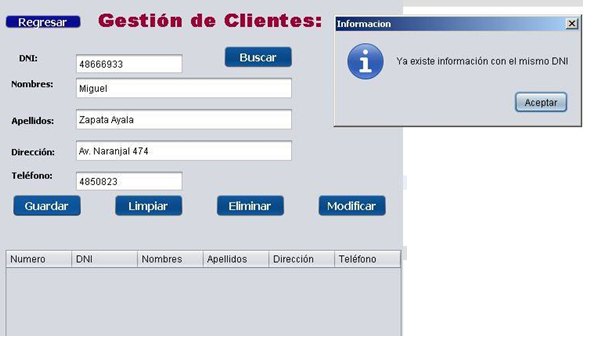 Regresar
Gestión de Clientes:
DNI:
48666933
Buscar
Nombres:
Miguel
Apellidos:
Zapata Ayala
Dirección:
Av. Naranjal 474
Teléfono:
4850823
Guardar
Limpiar
Eliminar
Modificar
Numero
DNI
Nombres
Apellidos
Dirección
Teléfono
Informacion
Ya existe información con el mismo DNI
Aceptar